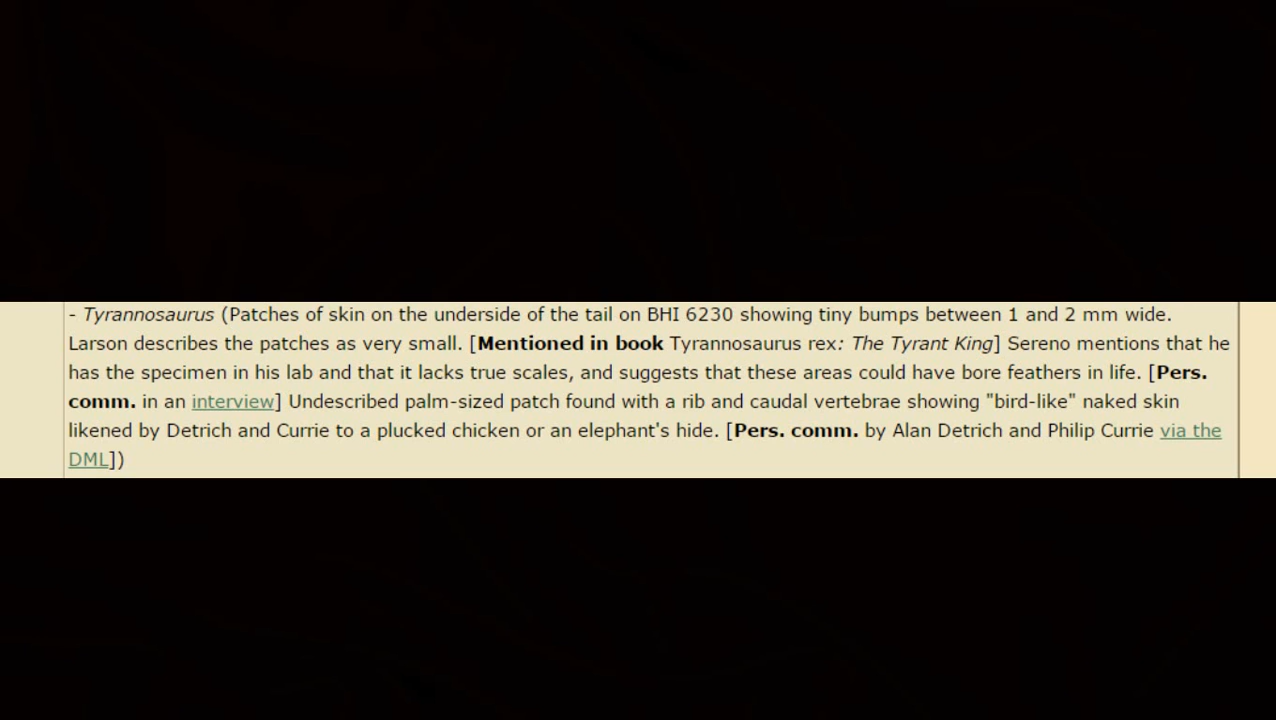 - Tyrannosaurus (Patches of skin on the underside of the tail on BHI 6230 showing tiny bumps between 1 and 2 mm wide.
Larson describes the patches as very small. [Mentioned in book Tyrannosaurus rex: The Tyrant King] Sereno mentions that he
has the specimen in his lab and that it lacks true scales, and suggests that these areas could have bore feathers in life. [Pers.
comm. in an interview] Undescribed palm-sized patch found with a rib and caudal vertebrae showing "bird-like" naked skin
likened by Detrich and Currie to a plucked chicken or an elephant's hide. [Pers. comm. by Alan Detrich and Philip Currie via the
DML])